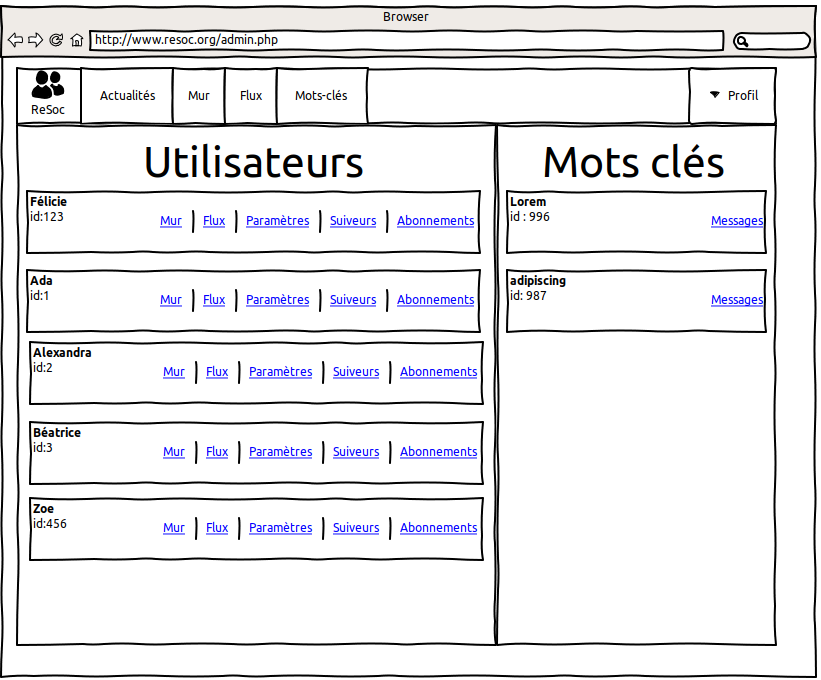 Browser
http://www.resoc.org/admin.php
ReSoc
Actualités
Mur
Flux
Mots-clés
Profil
Utilisateurs
Félicie
id:123
Mur Flux Paramètres Suiveurs Abonnements
Ada
id:1
Mur Flux Paramètres Suiveurs Abonnements
Alexandra
id:2
Mur Flux Paramètres Suiveurs Abonnements
Béatrice
id:3
Mur Flux Paramètres Suiveurs Abonnements
Zoe
id:456
Mur Flux Paramètres Suiveurs Abonnements
Mots clés
Lorem
id : 996
Messages
adipiscing
id: 987
Messages